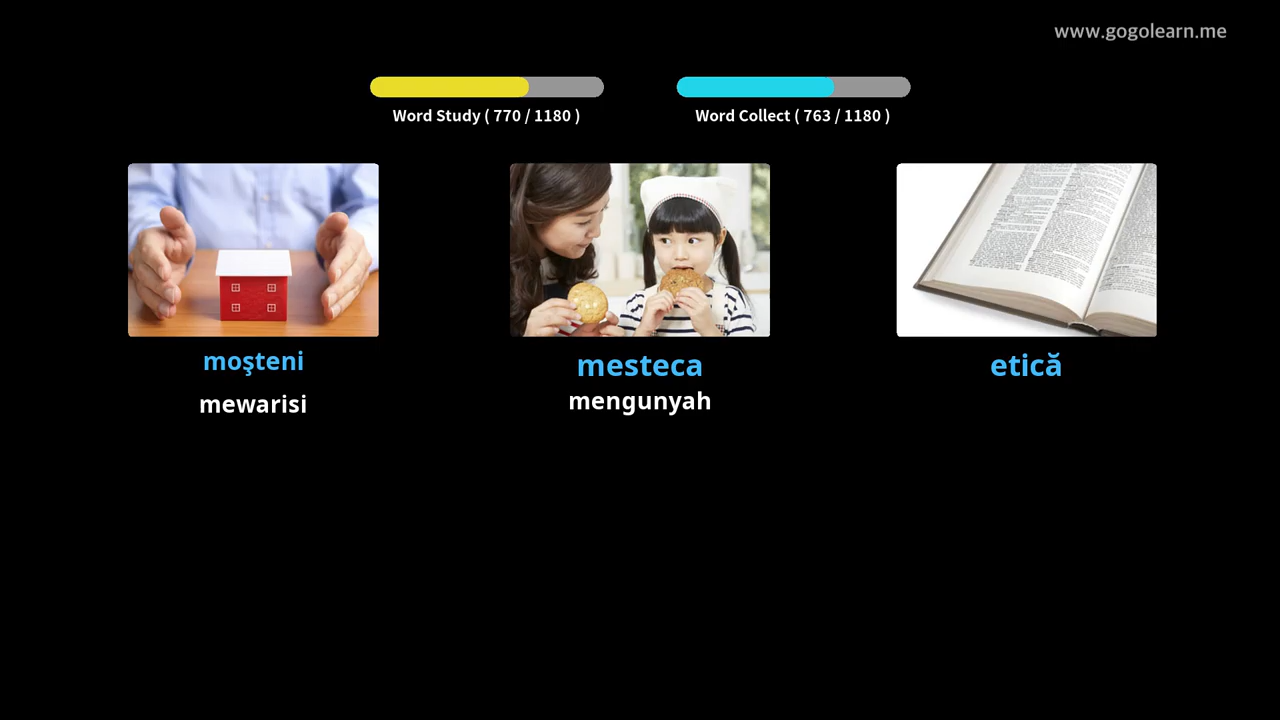 www.gogolearn.me
Word Study ( 770 / 1180 )
Word Collect ( 763 / 1180 )
moşteni
mewarisi
mesteca
mengunyah
etică